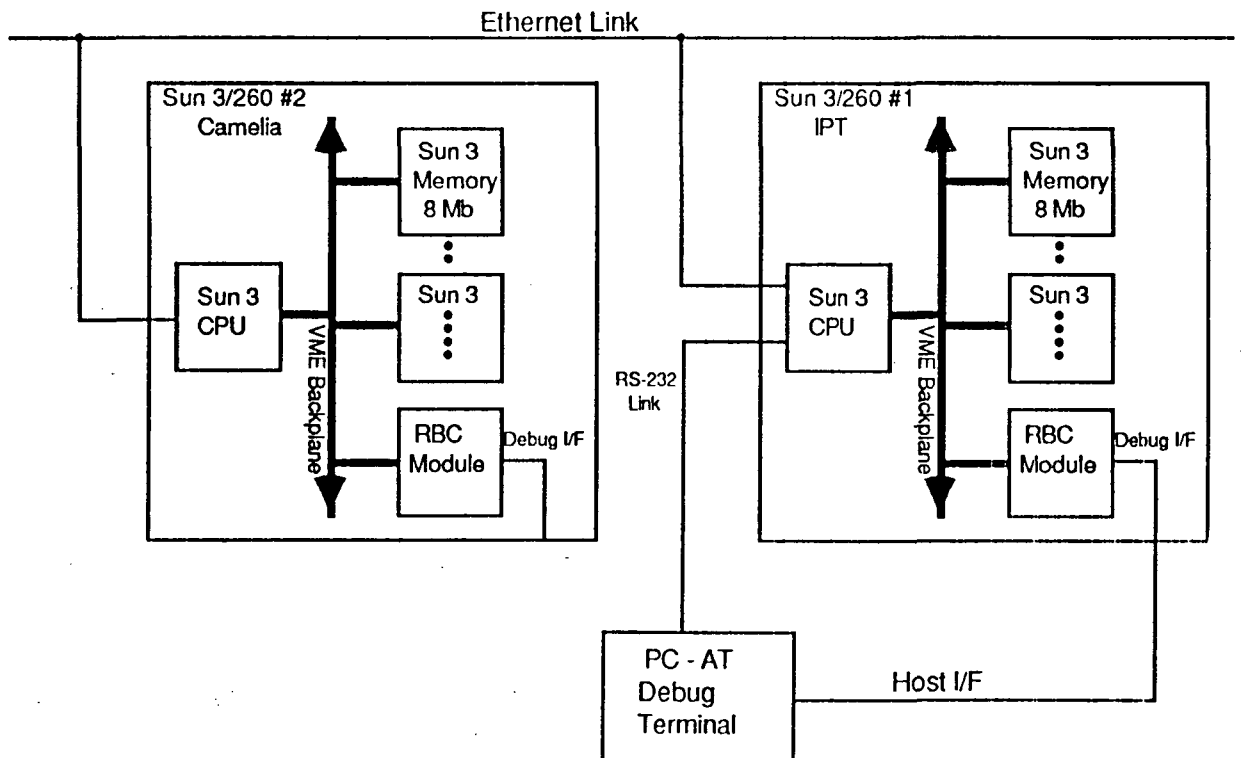 Ethernet Link
Sun 3/260 #2
Camelia
Sun 3
Memory
8 Mb
Sun 3
CPU
Sun 3
VME Backplane
RBC
Module
Debug I/F
Sun 3/260 #1
IPT
Sun 3
Memory
8 Mb
Sun 3
CPU
Sun 3
VME Backplane
RBC
Module
Debug I/F
RS-232
Link
PC - AT
Debug
Terminal
Host I/F